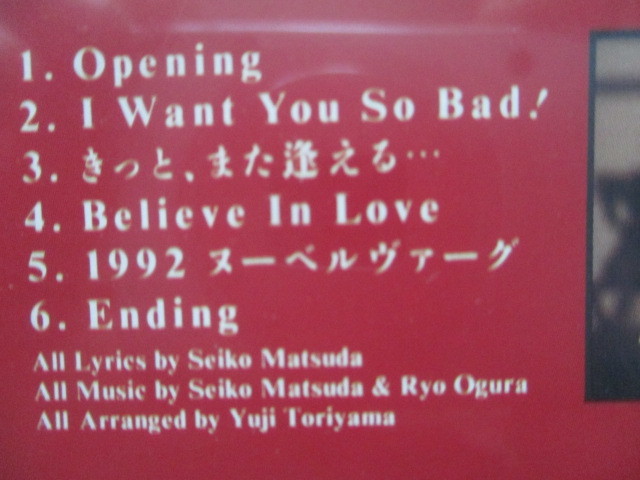 1. Opening
2. I Want You So Bad!
3. きっと、また逢える…
4. Believe In Love
5. 1992 ヌーベルヴァーグ
6. Ending
All Lyrics by Seiko Matsuda
All Music by Seiko Matsuda & Ryo Ogura
All Arranged by Yuji Toriyama